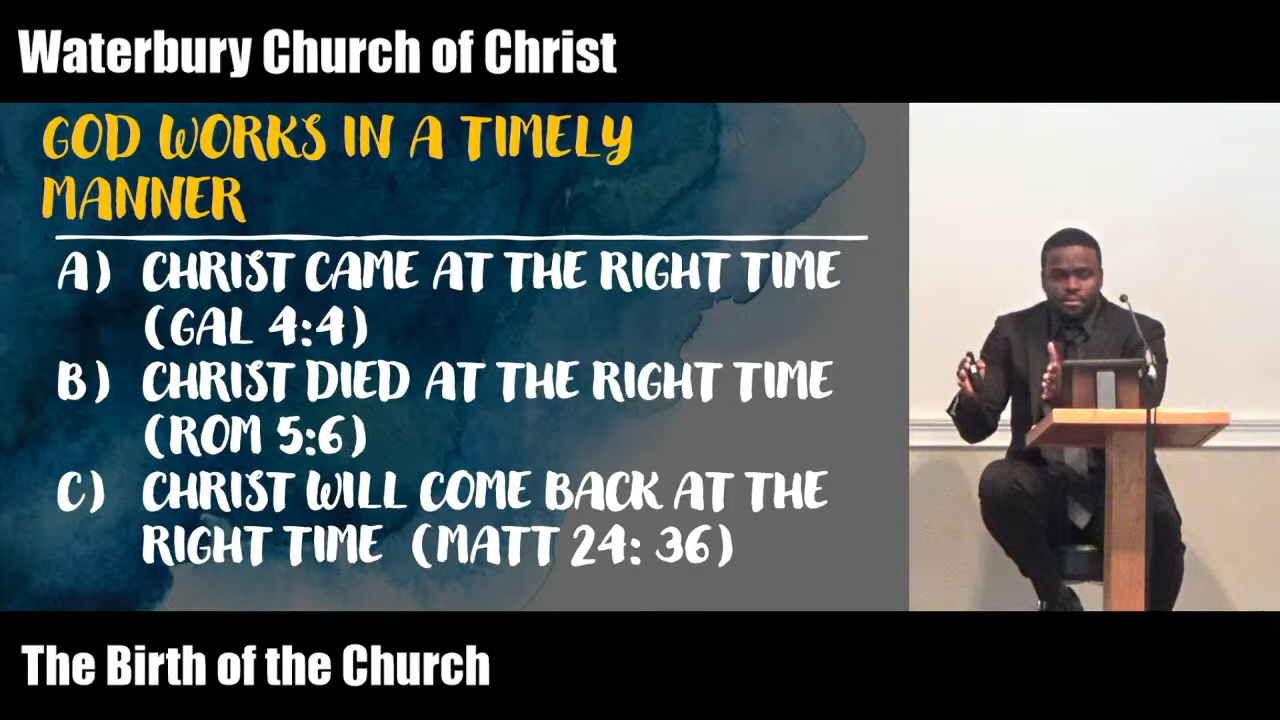 Waterbury Church of Christ
GOD WORKS IN A TIMELY
MANNER
A) CHRIST CAME AT THE RIGHT TIME
(GAL 4:4)
B) CHRIST DIED AT THE RIGHT TIME
(ROM 5:6)
C) CHRIST WILL COME BACK AT THE
RIGHT TIME (MATT 24: 36)
The Birth of the Church